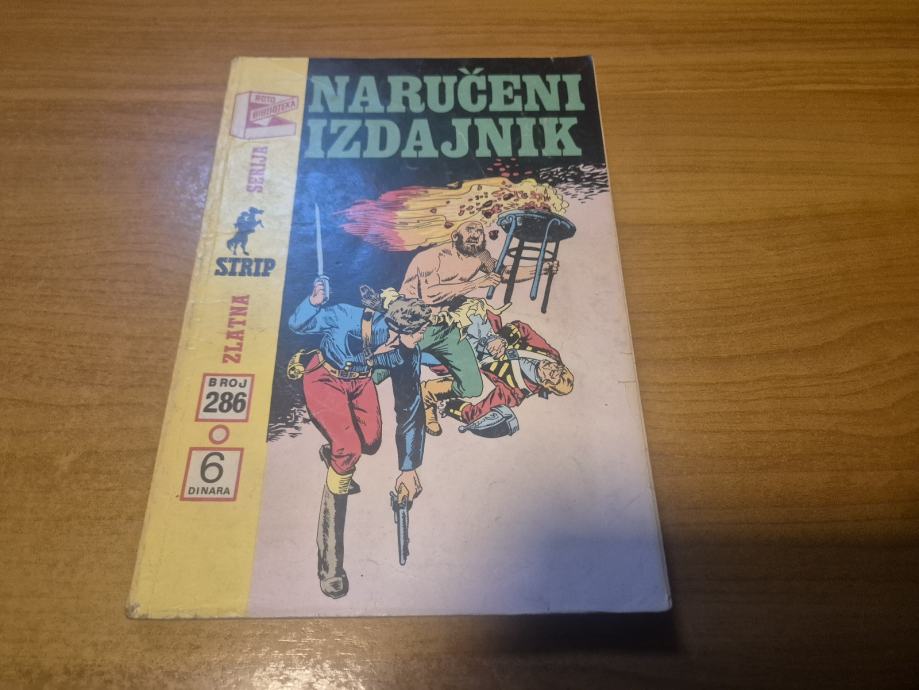 NARUČENI
IZDAJNIK
ROTO
BIBLIOTEKA
ZLATNA
STRIP
SERIJA
BROJ
286
6
DINARA